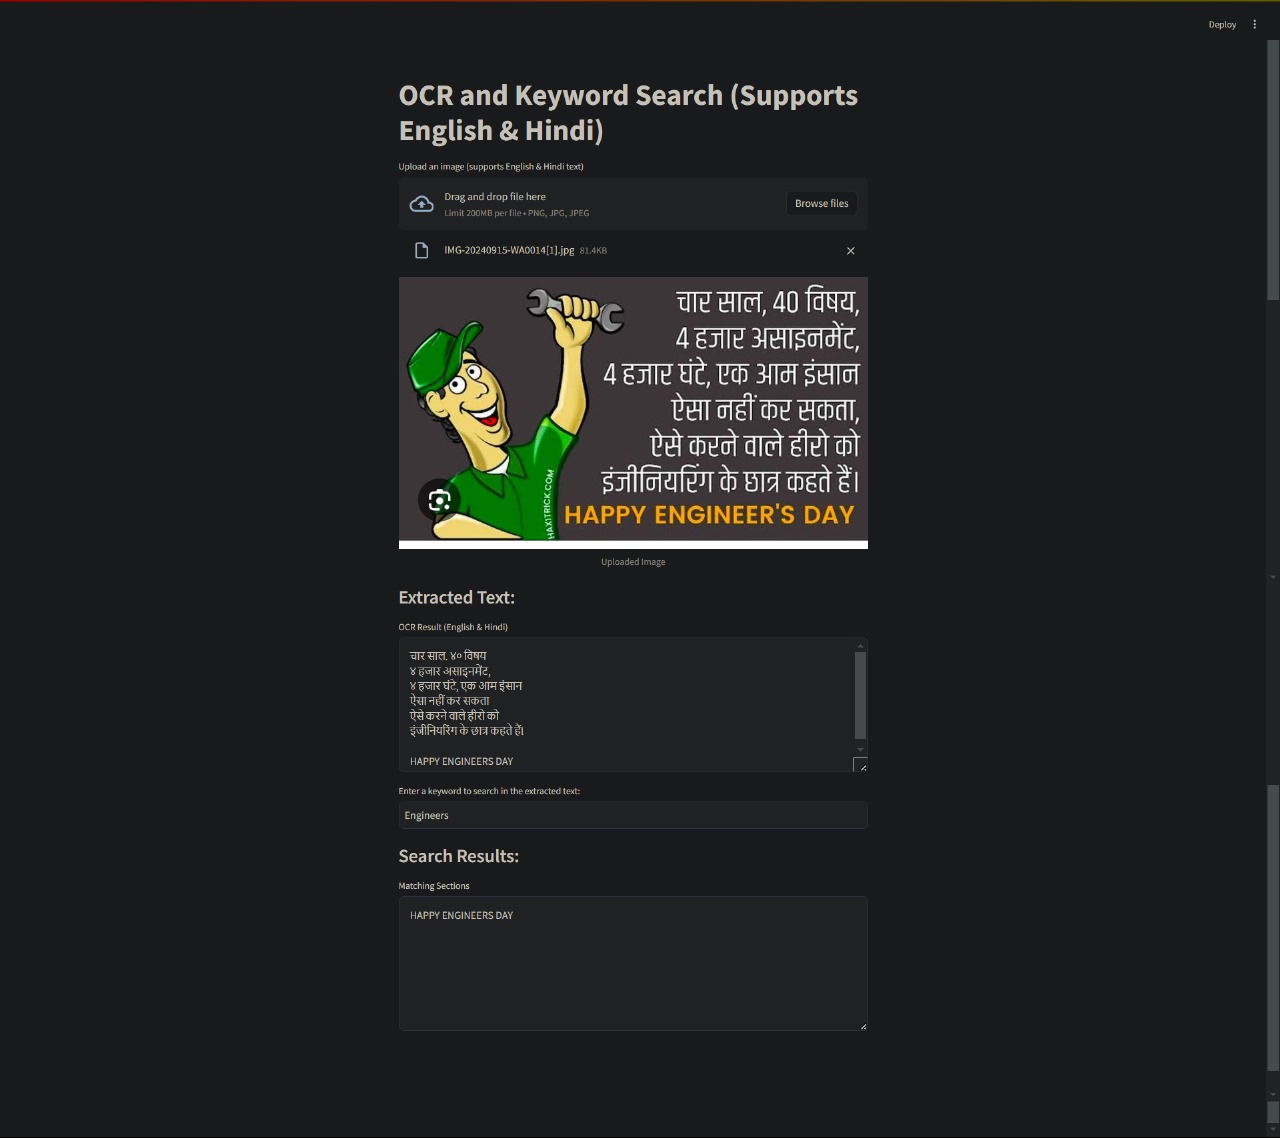 Deploy
OCR and Keyword Search (Supports
English & Hindi)
Upload an image (supports English & Hindi text)
Drag and drop file here
Limit 200MB per file • PNG, JPG, JPEG
Browse files
IMG-20240915-WA0014[1].jpg 81.4KB
चार साल, 40 विषय,
4 हजार असाइनमेंट,
4 हजार घंटे, एक आम इंसान
ऐसा नहीं कर सकता,
ऐसे करने वाले हीरो को
इंजीनियरिंग के छात्र कहते हैं।
HAXITRICK.COM
HAPPY ENGINEER'S DAY
Uploaded Image
Extracted Text:
OCR Result (English & Hindi)
चार साल. ४० विषय
४ हजार असाइनमेंट,
४ हजार घंटे, एक आम इंसान
ऐसा नहीं कर सकता
ऐसे करने वाले हीरो को
इंजीनियरिंग के छात्र कहते हैं।
HAPPY ENGINEERS DAY
Enter a keyword to search in the extracted text:
Engineers
Search Results:
Matching Sections
HAPPY ENGINEERS DAY